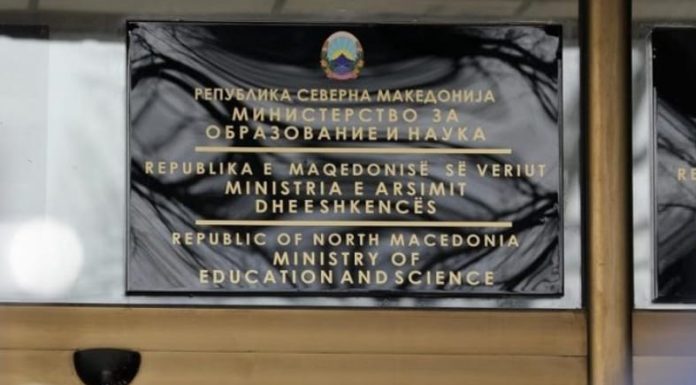 РЕПУБЛИКА СЕВЕРНА МАКЕДОНИЈА
МИНИСТЕРСТВО ЗА
ОБРАЗОВАНИЕ И НАУКА
REPUBLIKA E MAQEDONISË SË VERIUT
MINISTRIA E ARSIMIT
DHE E SHKENCËS
REPUBLIC OF NORTH MACEDONIA
MINISTRY OF
EDUCATION AND SCIENCE